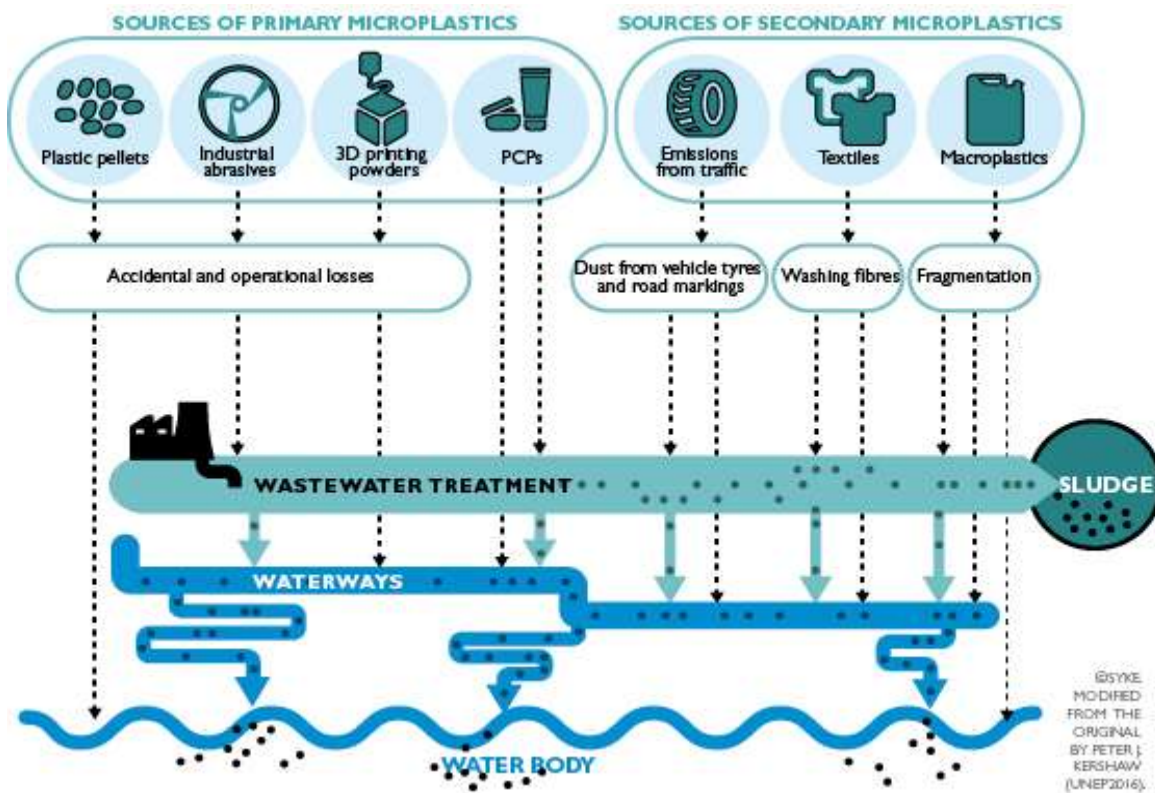 SOURCES OF PRIMARY MICROPLASTICS
SOURCES OF SECONDARY MICROPLASTICS
Plastic pellets
Industrial
abrasives
3D printing
powders
PCPs
Emissions
from traffic
Textiles
Macroplastics
Accidental and operational losses
Dust from vehicle tyres
and road markings
Washing fibres
Fragmentation
WASTEWATER TREATMENT
SLUDGE
WATERWAYS
WATER BODY
©SYKE.
MODIFIED
FROM THE
ORIGINAL
BY PETER J.
KERSHAW
(UNEP2016).